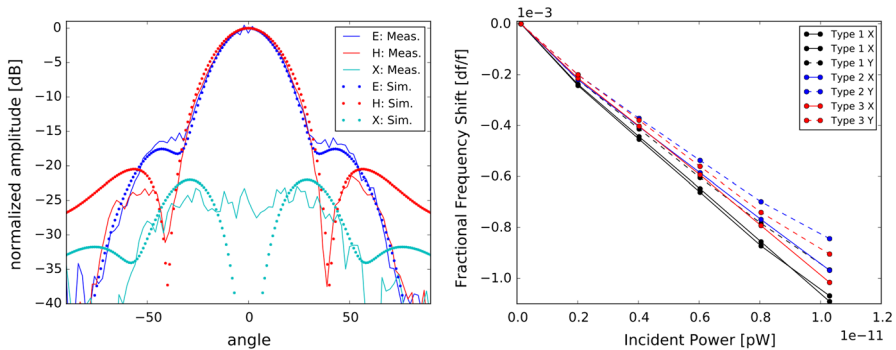 normalized amplitude [dB]
0
−5
−10
−15
−20
−25
−30
−35
−40
−50
0
50
angle
E: Meas.
H: Meas.
X: Meas.
E: Sim.
H: Sim.
X: Sim.
1e−3
Fractional Frequency Shift [df/f]
0.0
−0.2
−0.4
−0.6
−0.8
−1.0
0.0
0.2
0.4
0.6
0.8
1.0
1.2
1e−11
Incident Power [pW]
Type 1 X
Type 1 X
Type 1 Y
Type 2 X
Type 2 Y
Type 3 X
Type 3 Y